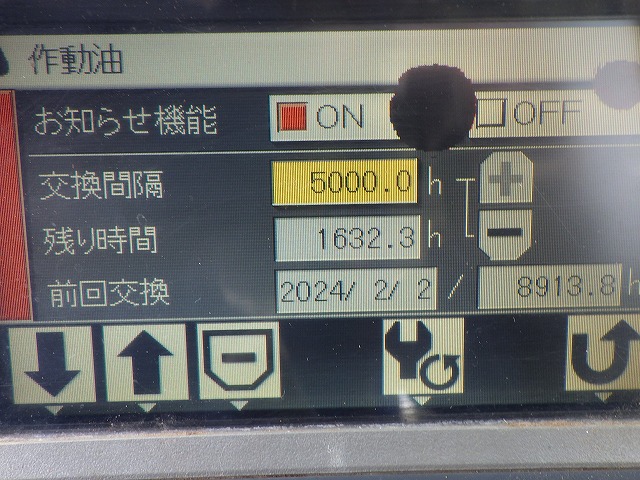 作動油
お知らせ機能 ON OFF
交換間隔 5000.0 h
残り時間 1632.3 h
前回交換 2024/ 2/ 2 / 8913.8 h